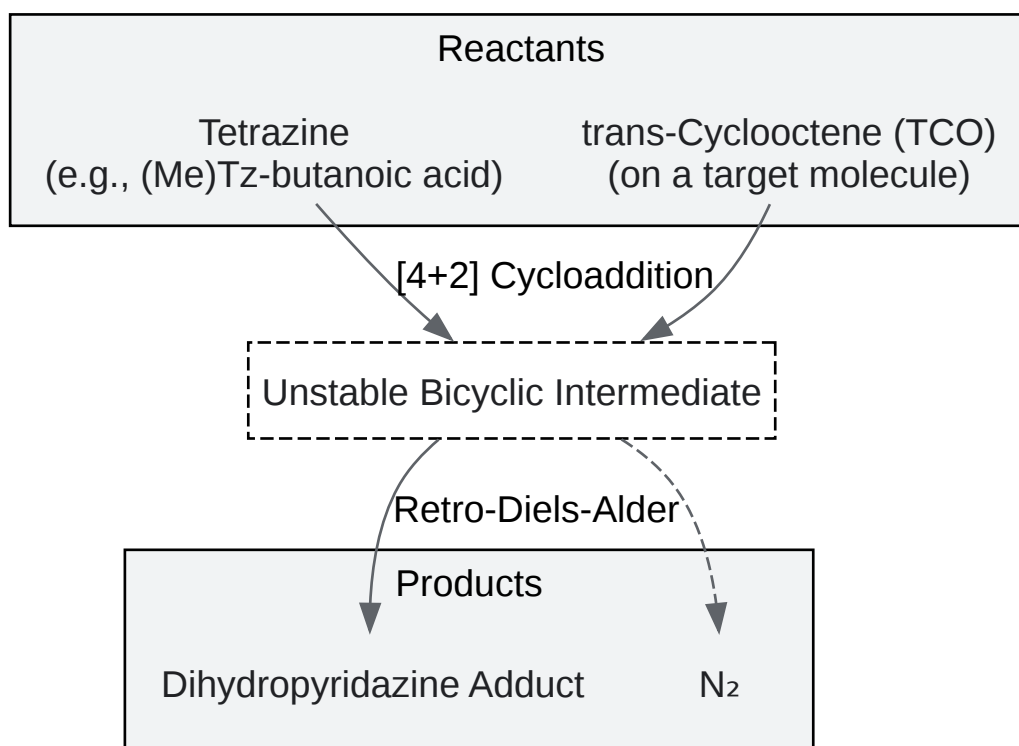 Reactants
Tetrazine
(e.g., (Me)Tz-butanoic acid)
trans-Cyclooctene (TCO)
(on a target molecule)
[4+2] Cycloaddition
Unstable Bicyclic Intermediate
Retro-Diels-Alder
Products
Dihydropyridazine Adduct
N₂